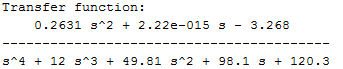 Transfer function:
0.2631 s^2 + 2.22e-015 s - 3.268
---------------------------------------
s^4 + 12 s^3 + 49.81 s^2 + 98.1 s + 120.3